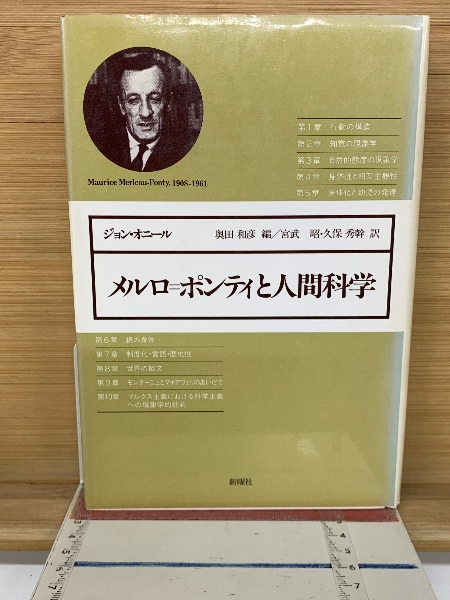 Maurice Merleau-Ponty, 1908-1961
第1章 行動の構造
第2章 知覚の現象学
第3章 自然的態度の現象学
第4章 身体性と相互主観性
第5章 身体化と幼児の発達
ジョン・オニール
奥田 和彦 編/宮武 昭・久保 秀幹 訳
メルロ=ポンティと人間科学
第6章 鏡の身体
第7章 制度化・言語・歴史性
第8章 世界の散文
第9章 モンテーニュとマキアヴェリのあいだで
第10章 マルクス主義における科学主義
への現象学的批判
新曜社